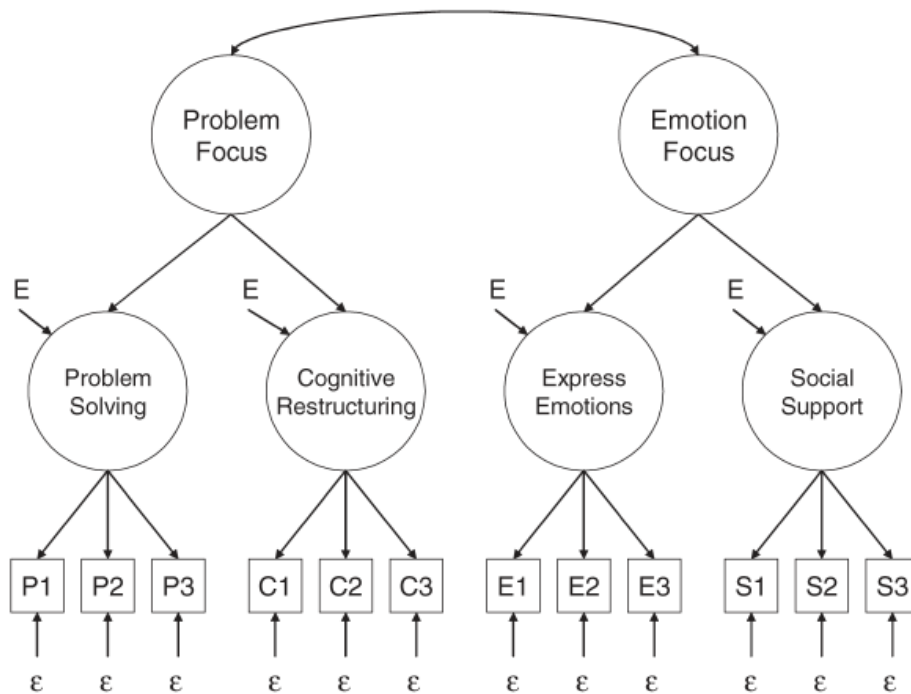 Problem
Focus
Emotion
Focus
E
E
E
E
Problem
Solving
Cognitive
Restructuring
Express
Emotions
Social
Support
P1 P2 P3 C1 C2 C3 E1 E2 E3 S1 S2 S3
ε ε ε ε ε ε ε ε ε ε ε ε